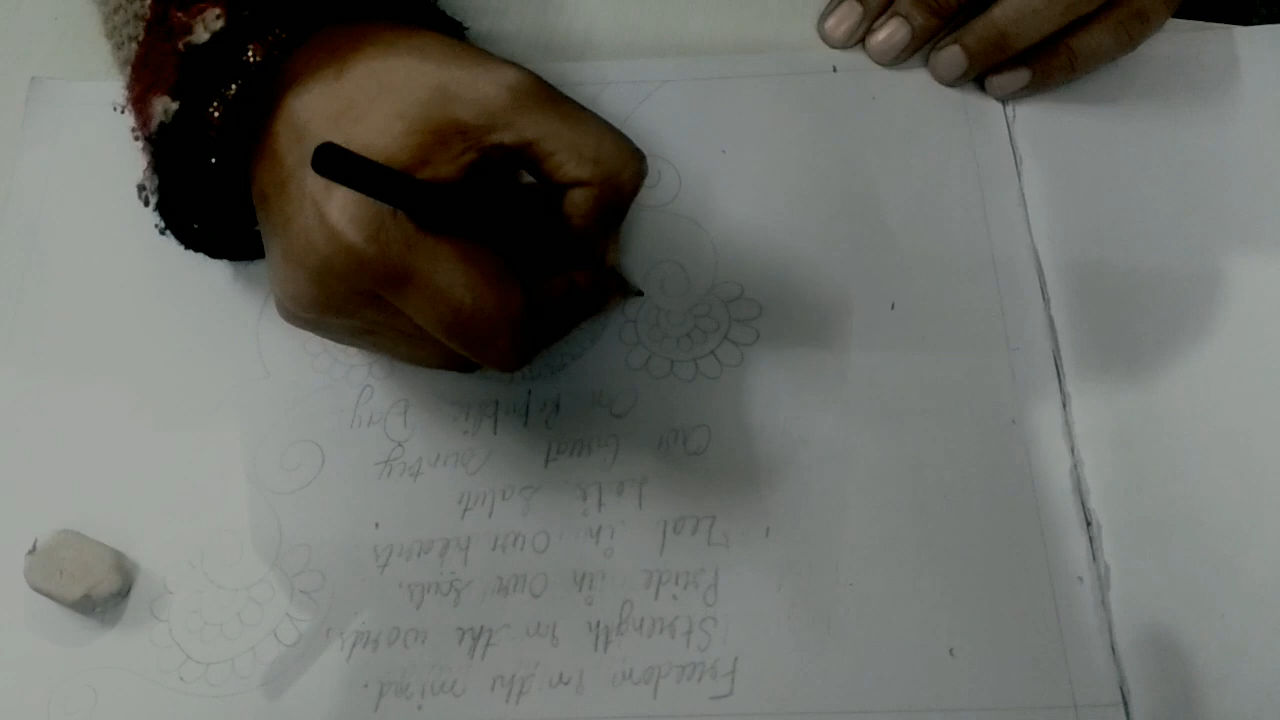 Freedom in the mind.
Strength in the words,
Pride in our souls,
Zeal in our hearts.
Let's salute
Our Great Country
On Republic Day